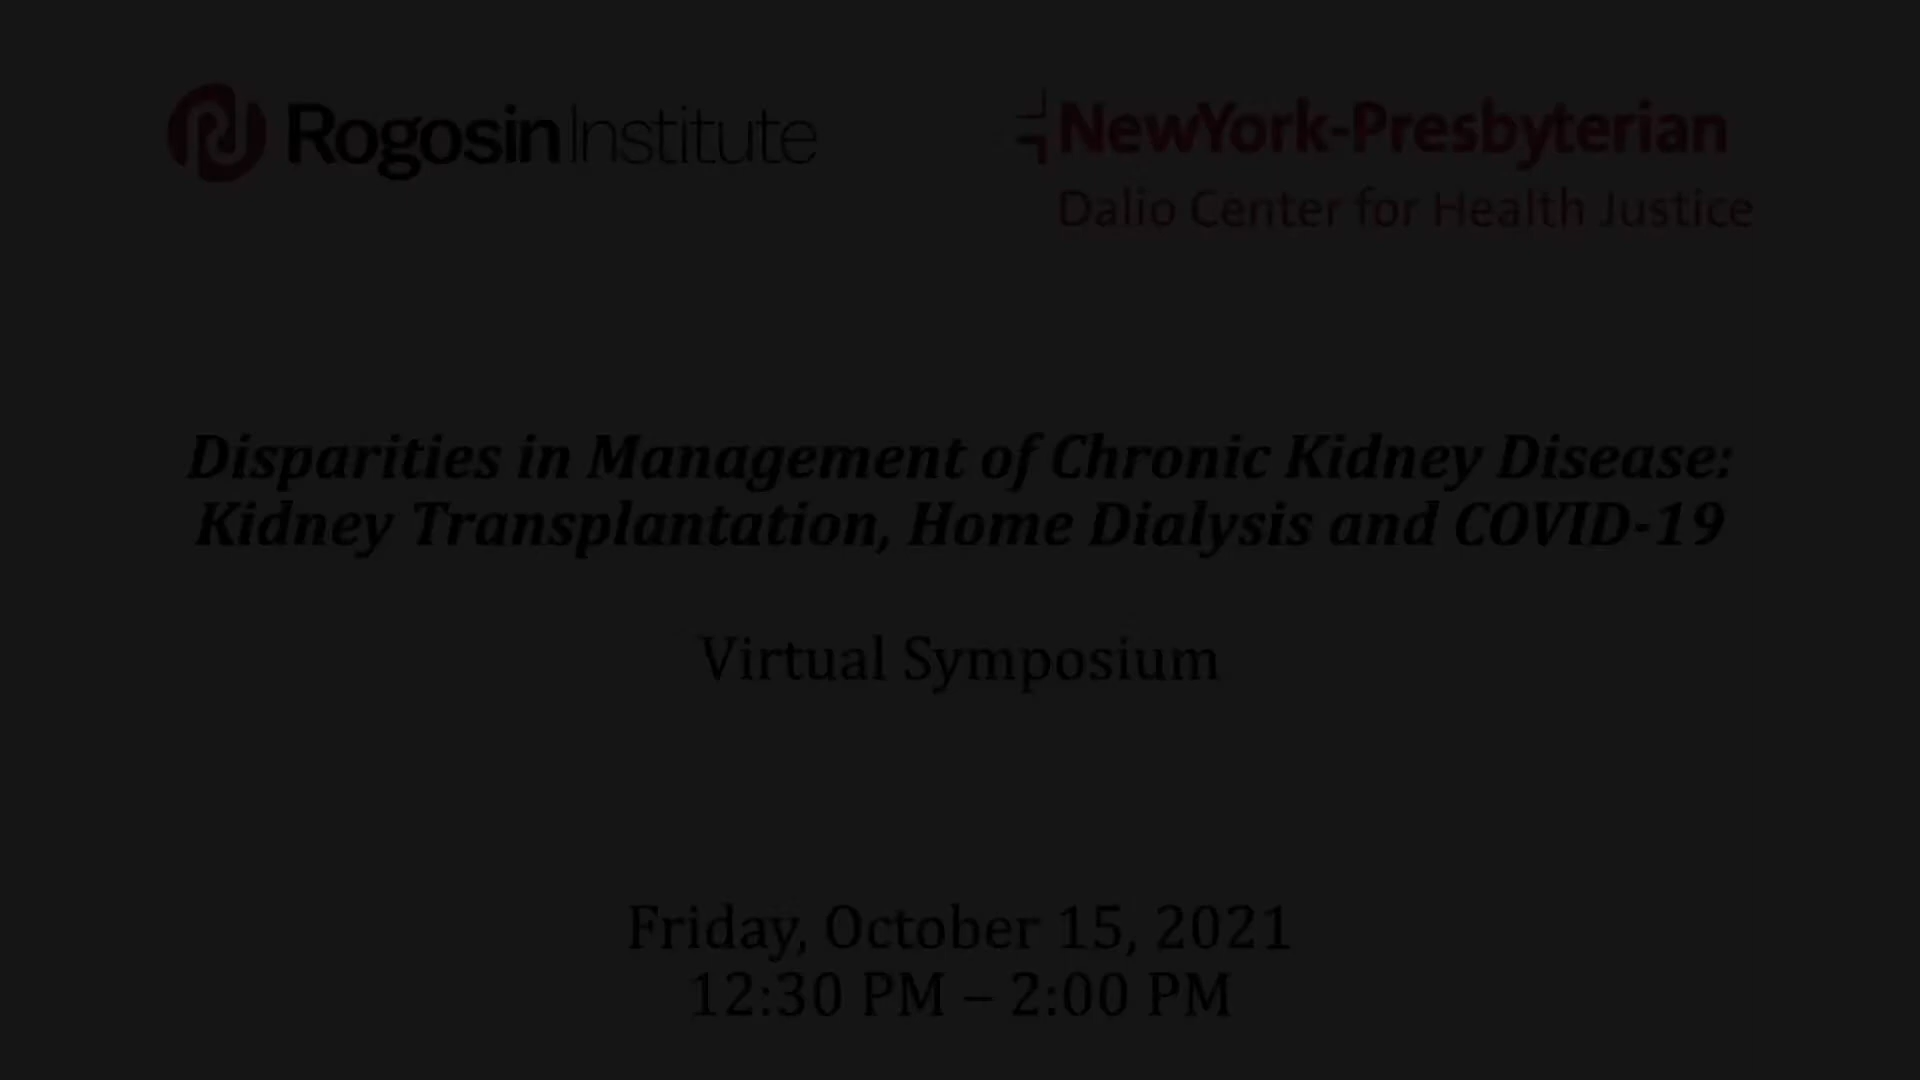 Rogosin Institute
NewYork-Presbyterian
Dalio Center for Health Justice
Disparities in Management of Chronic Kidney Disease:
Kidney Transplantation, Home Dialysis and COVID-19
Virtual Symposium
Friday, October 15, 2021
12:30 PM – 2:00 PM